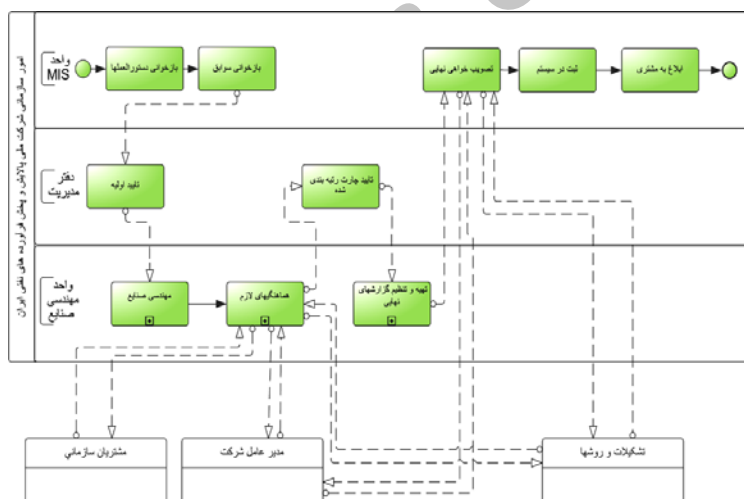 امور سازمانی شرکت ملی پالایش و پخش فرآورده های نفتی ایران
واحد
MIS
بازخوانی دستورالعملها
بازخوانی سوابق
تصویب خواهی نهایی
ثبت در سیستم
ابلاغ به مشتری
دفتر
مدیریت
تایید اولیه
تایید چارت رتبه بندی
شده
واحد
مهندسی
صنایع
مهندسی صنایع
هماهنگیهای لازم
تهیه و تنظیم گزارشهای
نهایی
مشتریان سازماني
مدیر عامل شرکت
تشکیلات و روشها